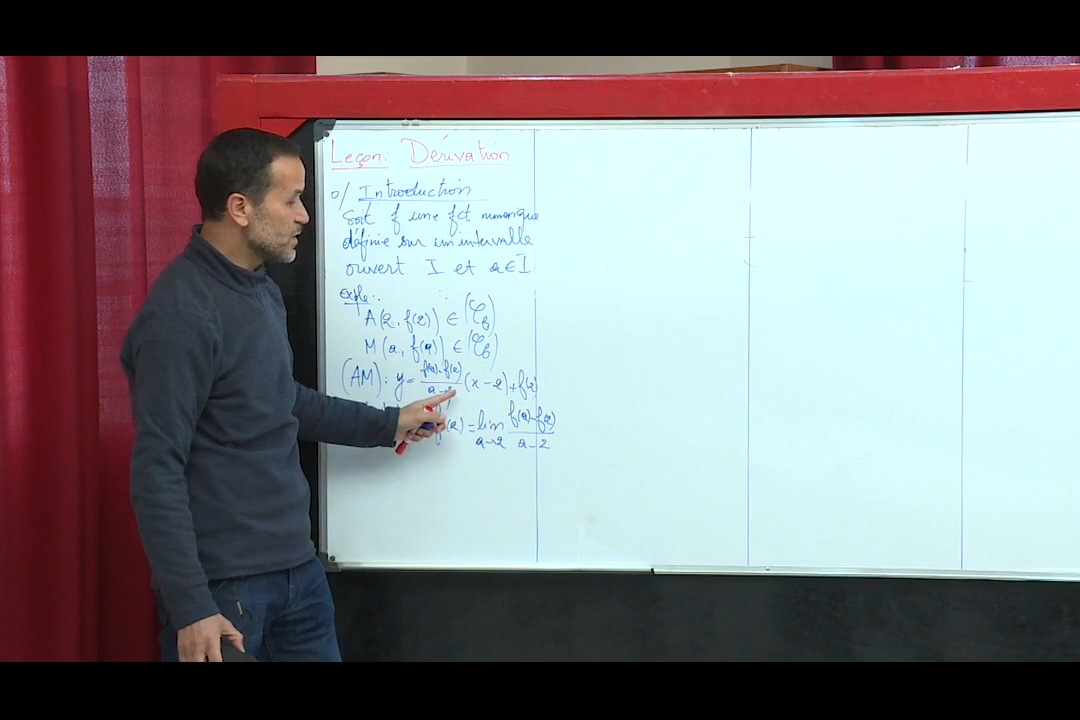 Leçon: Dérivation
0/ Introduction
Soit f une fct numérique
définie sur un intervalle
ouvert I et a ∈ I
Exple:
A(2, f(2)) ∈ (𝒞f)
M(a, f(a)) ∈ (𝒞f)
(AM): y = (f(a) - f(2))/(a - 2) (x - 2) + f(2)
f'(2) = lim a→2 (f(a) - f(2))/(a - 2)